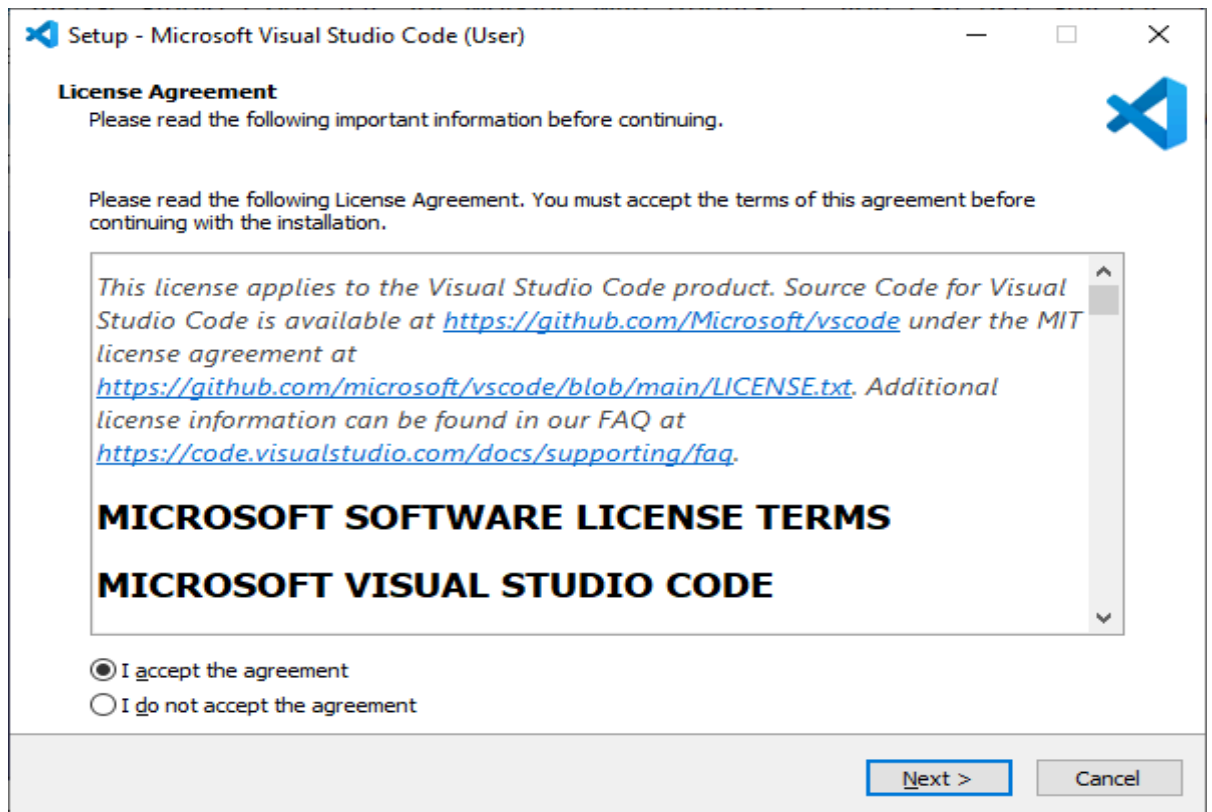 Setup - Microsoft Visual Studio Code (User)
License Agreement
Please read the following important information before continuing.
Please read the following License Agreement. You must accept the terms of this agreement before
continuing with the installation.
This license applies to the Visual Studio Code product. Source Code for Visual
Studio Code is available at https://github.com/Microsoft/vscode under the MIT
license agreement at
https://github.com/microsoft/vscode/blob/main/LICENSE.txt. Additional
license information can be found in our FAQ at
https://code.visualstudio.com/docs/supporting/faq.
MICROSOFT SOFTWARE LICENSE TERMS
MICROSOFT VISUAL STUDIO CODE
I accept the agreement
I do not accept the agreement
Next >
Cancel